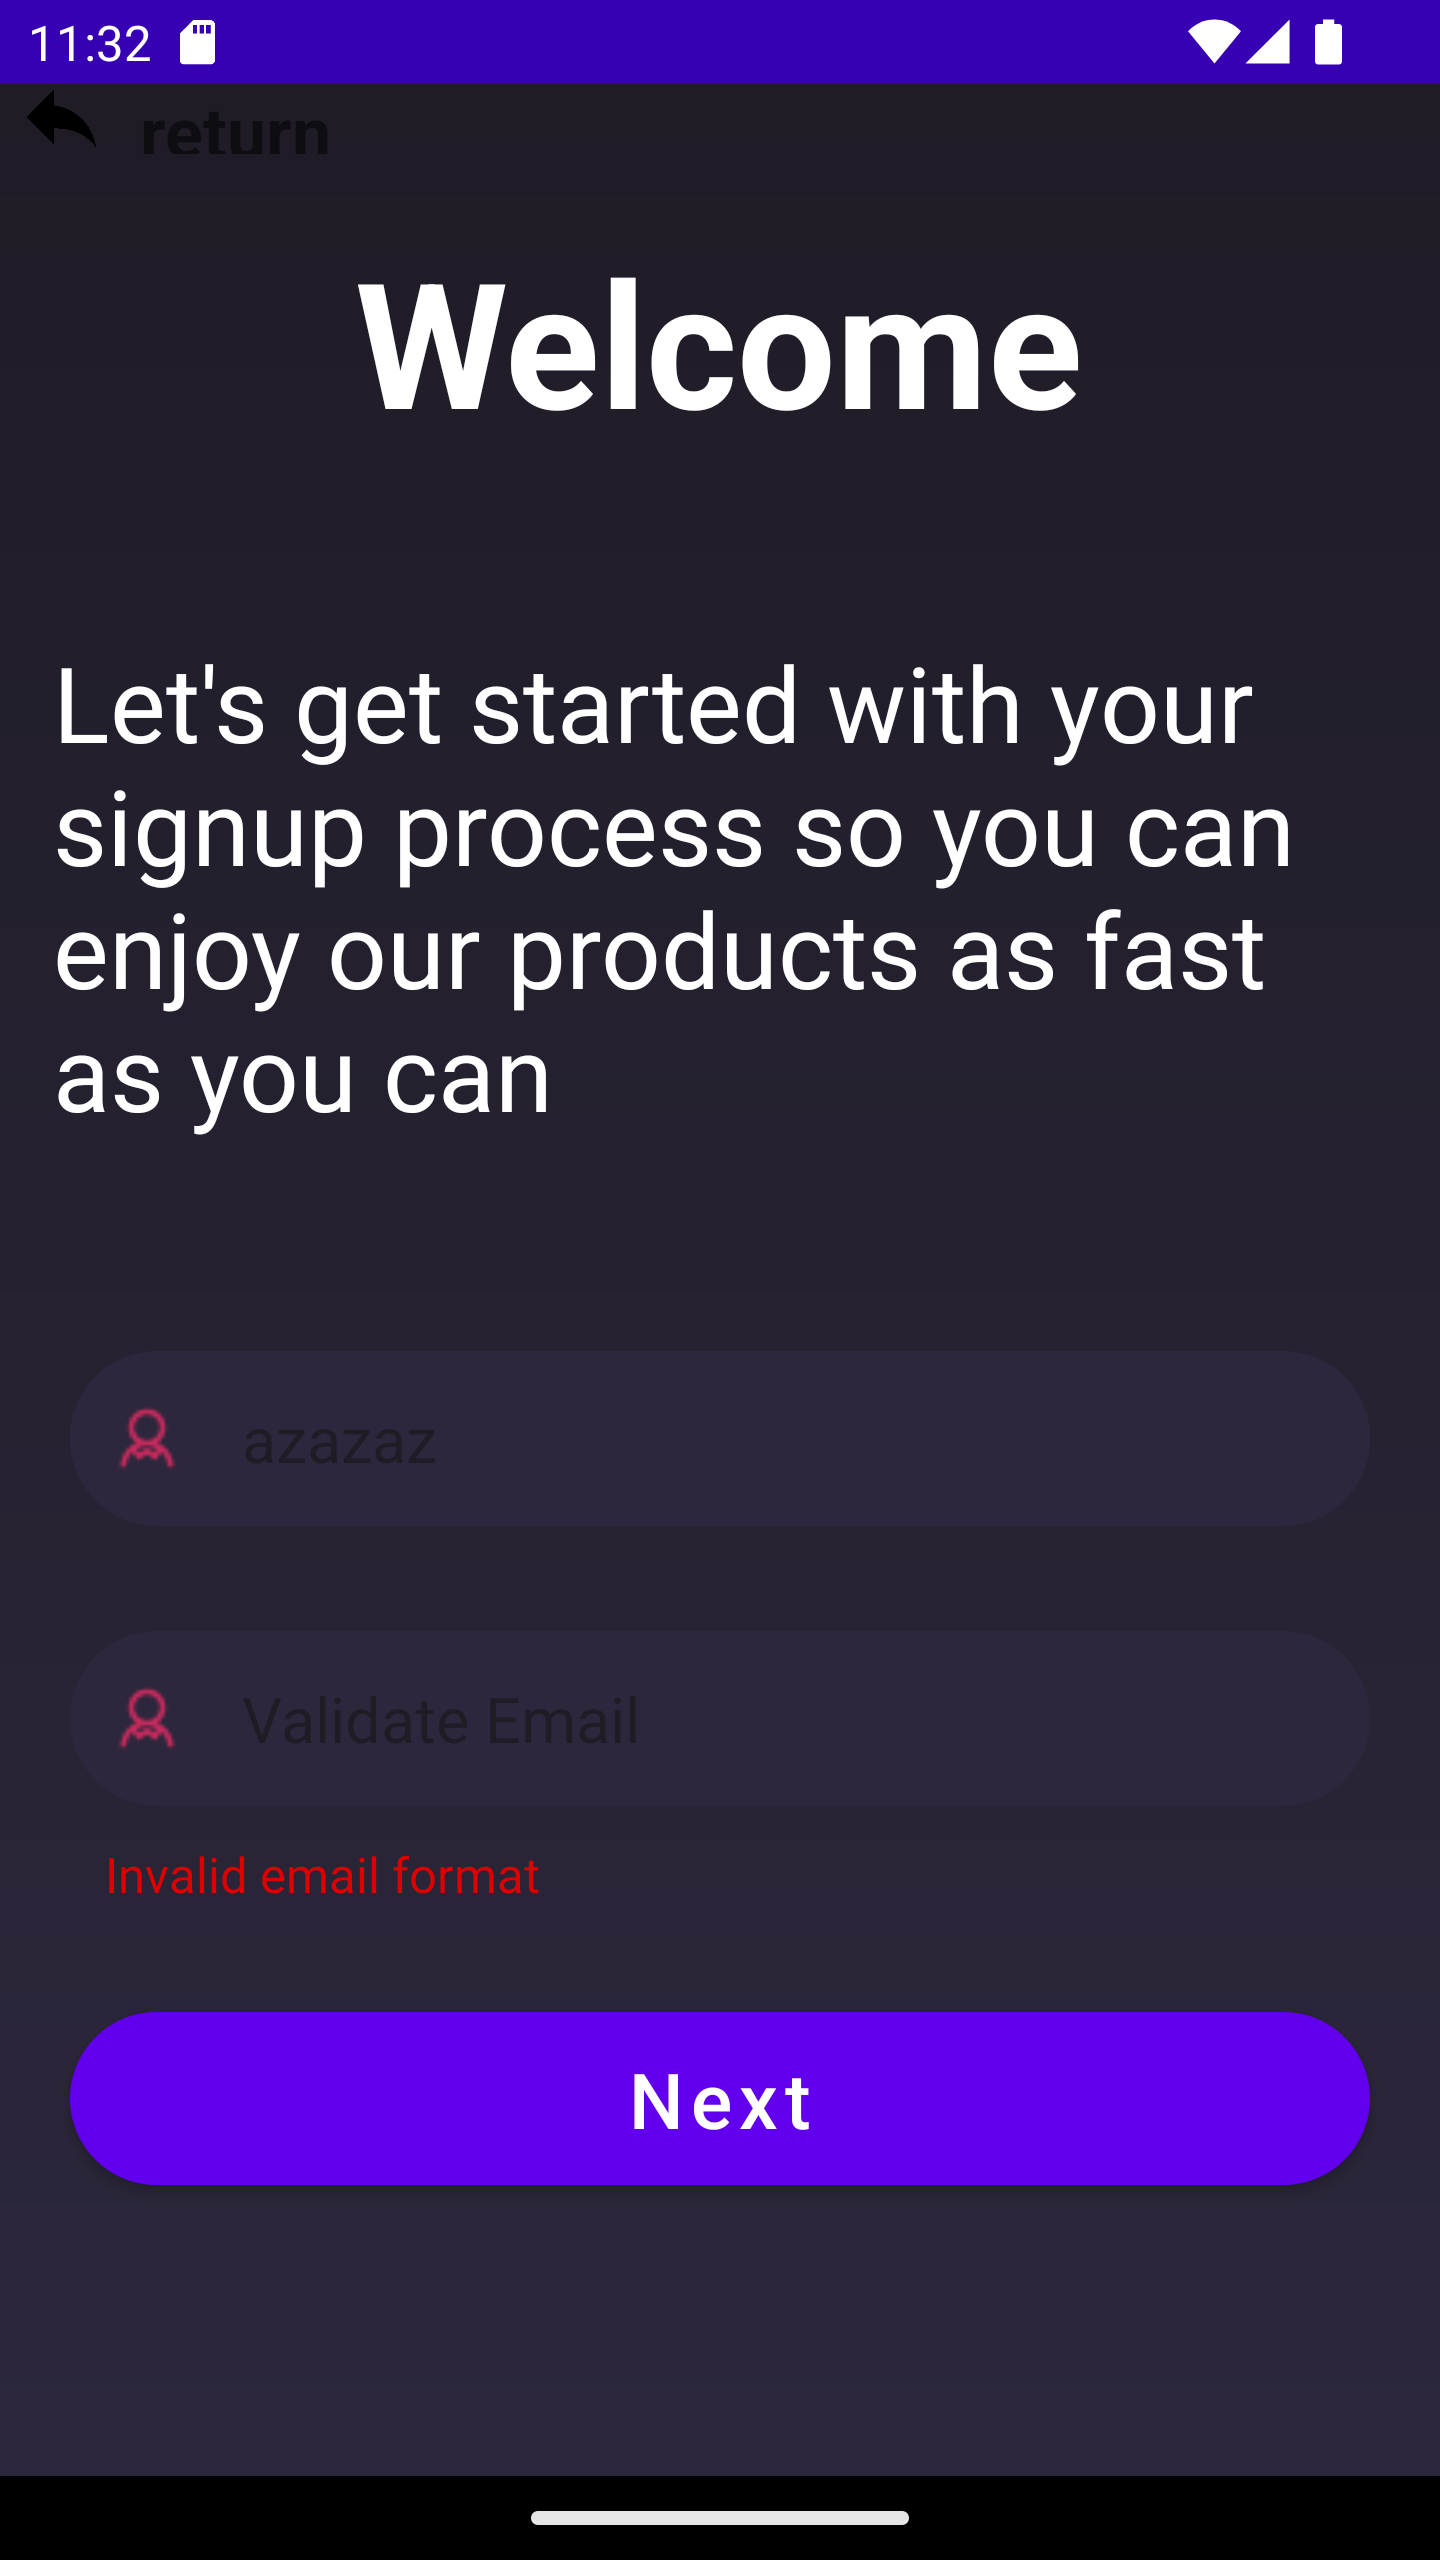 11:32
return
Welcome
Let's get started with your
signup process so you can
enjoy our products as fast
as you can
azazaz
Validate Email
Invalid email format
Next